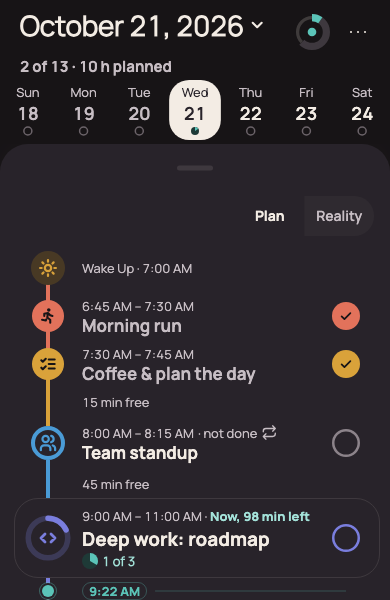 October 21, 2026
2 of 13 · 10 h planned
Sun Mon Tue Wed Thu Fri Sat
18 19 20 21 22 23 24
Plan Reality
Wake Up · 7:00 AM
6:45 AM – 7:30 AM
Morning run
7:30 AM – 7:45 AM
Coffee & plan the day
15 min free
8:00 AM – 8:15 AM · not done
Team standup
45 min free
9:00 AM – 11:00 AM · Now, 98 min left
Deep work: roadmap
1 of 3
9:22 AM